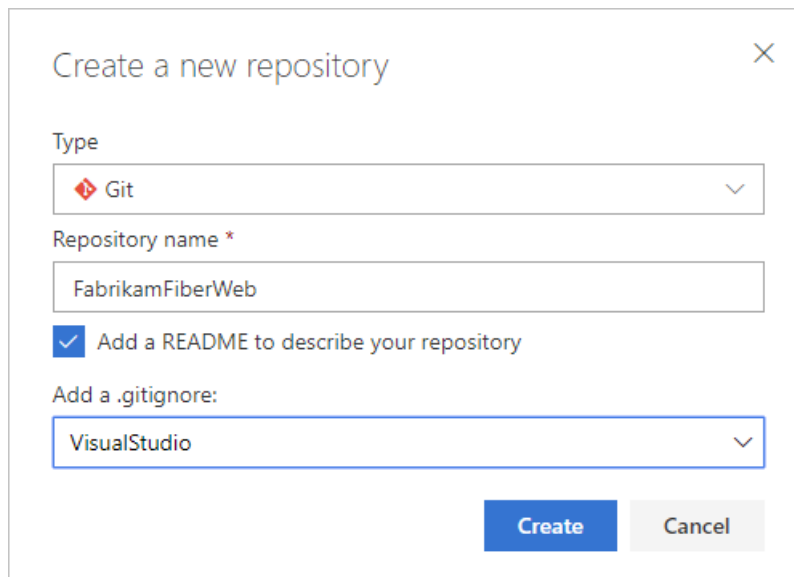 Create a new repository
Type
Git
Repository name *
FabrikamFiberWeb
Add a README to describe your repository
Add a .gitignore:
VisualStudio
Create Cancel